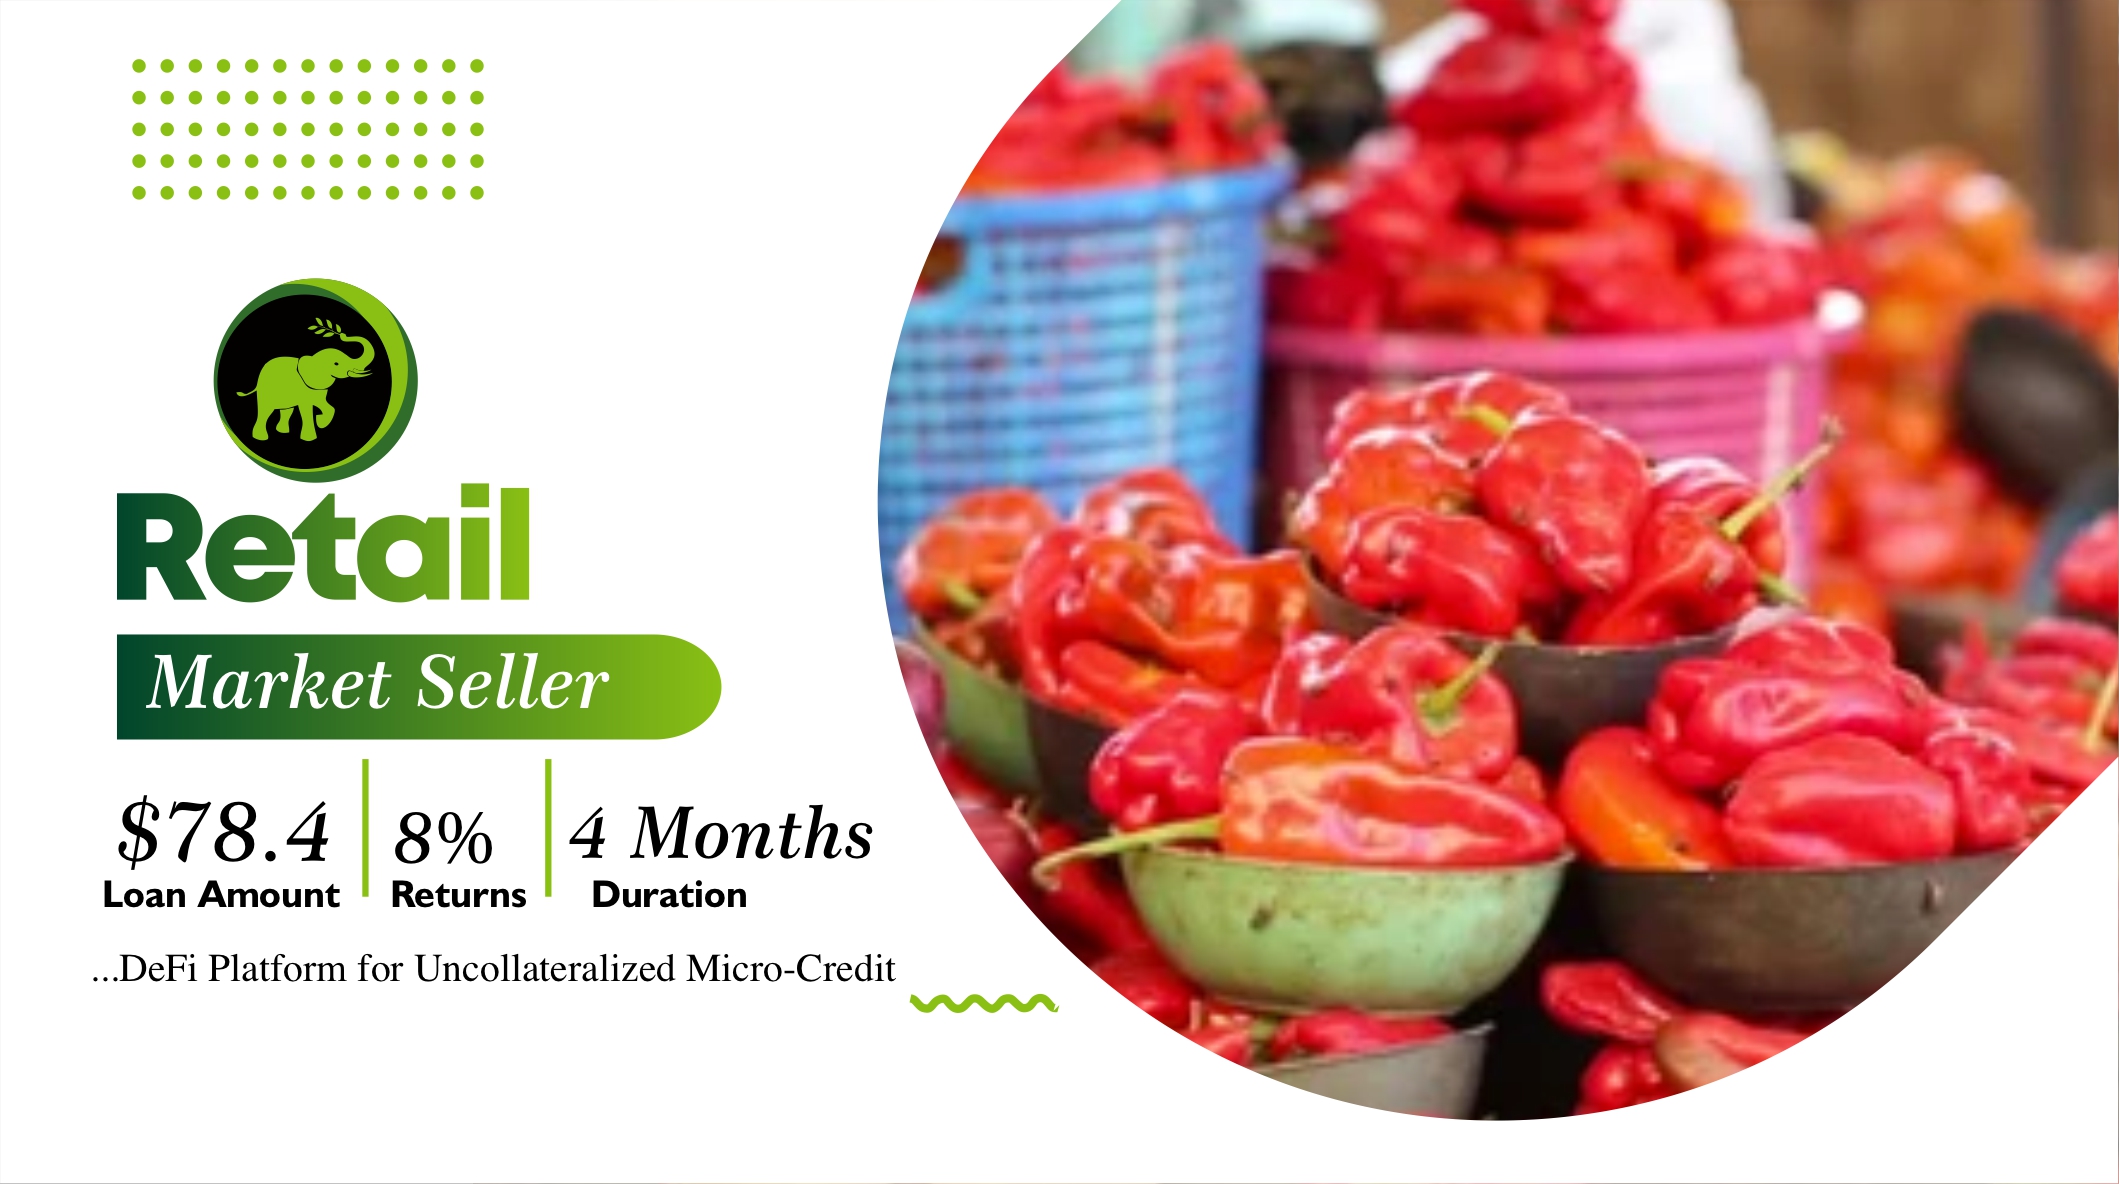 Retail
Market Seller
$78.4 8% 4 Months
Loan Amount Returns Duration
...DeFi Platform for Uncollateralized Micro-Credit